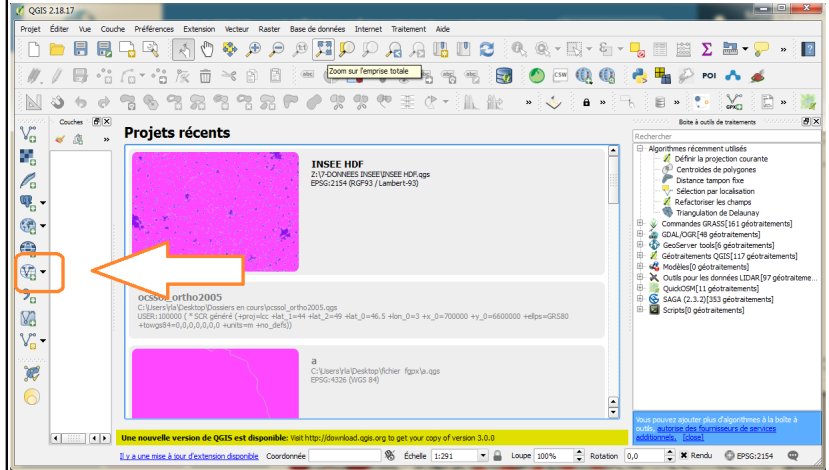 QGIS 2.18.17
Projet Éditer Vue Couche Préférences Extension Vecteur Raster Base de données Internet Traitement Aide
Zoom sur l'emprise totale
abc
CSW
POI
GPX
Couches
Boîte à outils de traitements
Rechercher
Projets récents
INSEE HDF
Z:\7-DONNEES INSEE\INSEE HDF.qgs
EPSG:2154 (RGF93 / Lambert-93)
ocssol_ortho2005
C:\Users\rla\Desktop\Dossiers en cours\ocssol_ortho2005.qgs
USER:100000 ( * SCR généré (+proj=lcc +lat_1=44 +lat_2=49 +lat_0=46.5 +lon_0=3 +x_0=700000 +y_0=6600000 +ellps=GRS80
+towgs84=0,0,0,0,0,0,0 +units=m +no_defs))
a
C:\Users\rla\Desktop\fichier fgpx\a.qgs
EPSG:4326 (WGS 84)
Algorithmes récemment utilisés
Définir la projection courante
Centroïdes de polygones
Distance tampon fixe
Sélection par localisation
Refactoriser les champs
Triangulation de Delaunay
Commandes GRASS[161 géotraitements]
GDAL/OGR[48 géotraitements]
GeoServer tools[6 géotraitements]
Géotraitements QGIS[117 géotraitements]
Modèles[0 géotraitements]
Outils pour les données LIDAR[97 géotraiteme...
QuickOSM[11 géotraitements]
SAGA (2.3.2)[353 géotraitements]
Scripts[0 géotraitements]
Vous pouvez ajouter plus d'algorithmes à la boîte à
outils, autorise des fournisseurs de services
additionnels. [close]
Une nouvelle version de QGIS est disponible: Visit http://download.qgis.org to get your copy of version 3.0.0
Il y a une mise à jour d'extension disponible Coordonnée Échelle 1:291 Loupe 100% Rotation 0,0 Rendu EPSG:2154